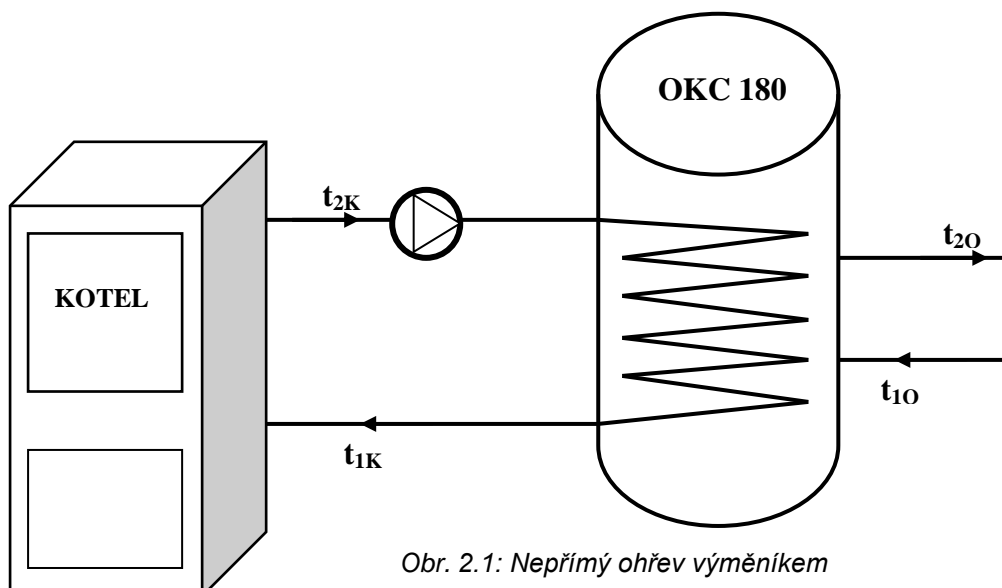 OKC 180
t2K
t2O
KOTEL
t1O
t1K
Obr. 2.1: Nepřímý ohřev výměníkem